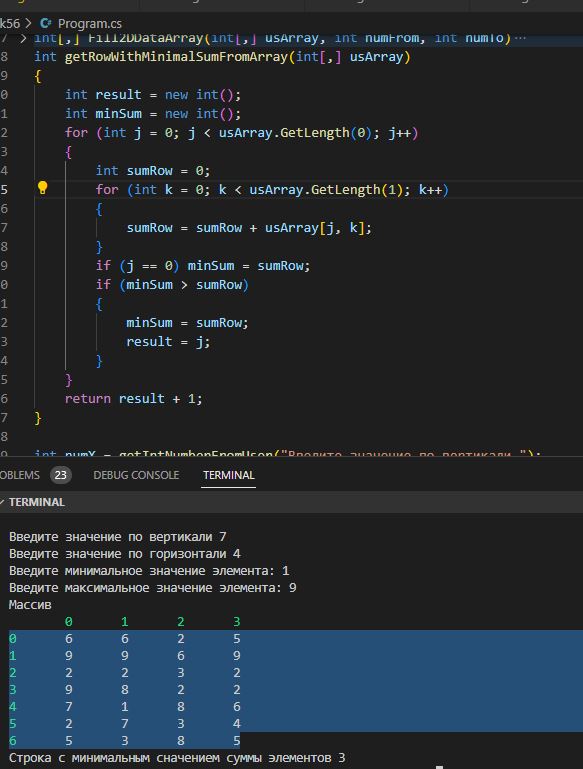 k56 > Program.cs
7 > int[,] Fill2DDataArray(int[,] usArray, int numFrom, int numTo)…
8 int getRowWithMinimalSumFromArray(int[,] usArray)
9 {
0 int result = new int();
1 int minSum = new int();
2 for (int j = 0; j < usArray.GetLength(0); j++)
3 {
4 int sumRow = 0;
5 for (int k = 0; k < usArray.GetLength(1); k++)
6 {
7 sumRow = sumRow + usArray[j, k];
8 }
9 if (j == 0) minSum = sumRow;
0 if (minSum > sumRow)
1 {
2 minSum = sumRow;
3 result = j;
4 }
5 }
6 return result + 1;
7 }
8
9 int numX = getIntNumberFromUser("Введите значение по вертикали ");
OBLEMS 23 DEBUG CONSOLE TERMINAL
TERMINAL
Введите значение по вертикали 7
Введите значение по горизонтали 4
Введите минимальное значение элемента: 1
Введите максимальное значение элемента: 9
Массив
0 1 2 3
0 6 6 2 5
1 9 9 6 9
2 2 2 3 2
3 9 8 2 2
4 7 1 8 6
5 2 7 3 4
6 5 3 8 5
Строка с минимальным сначением суммы элементов 3